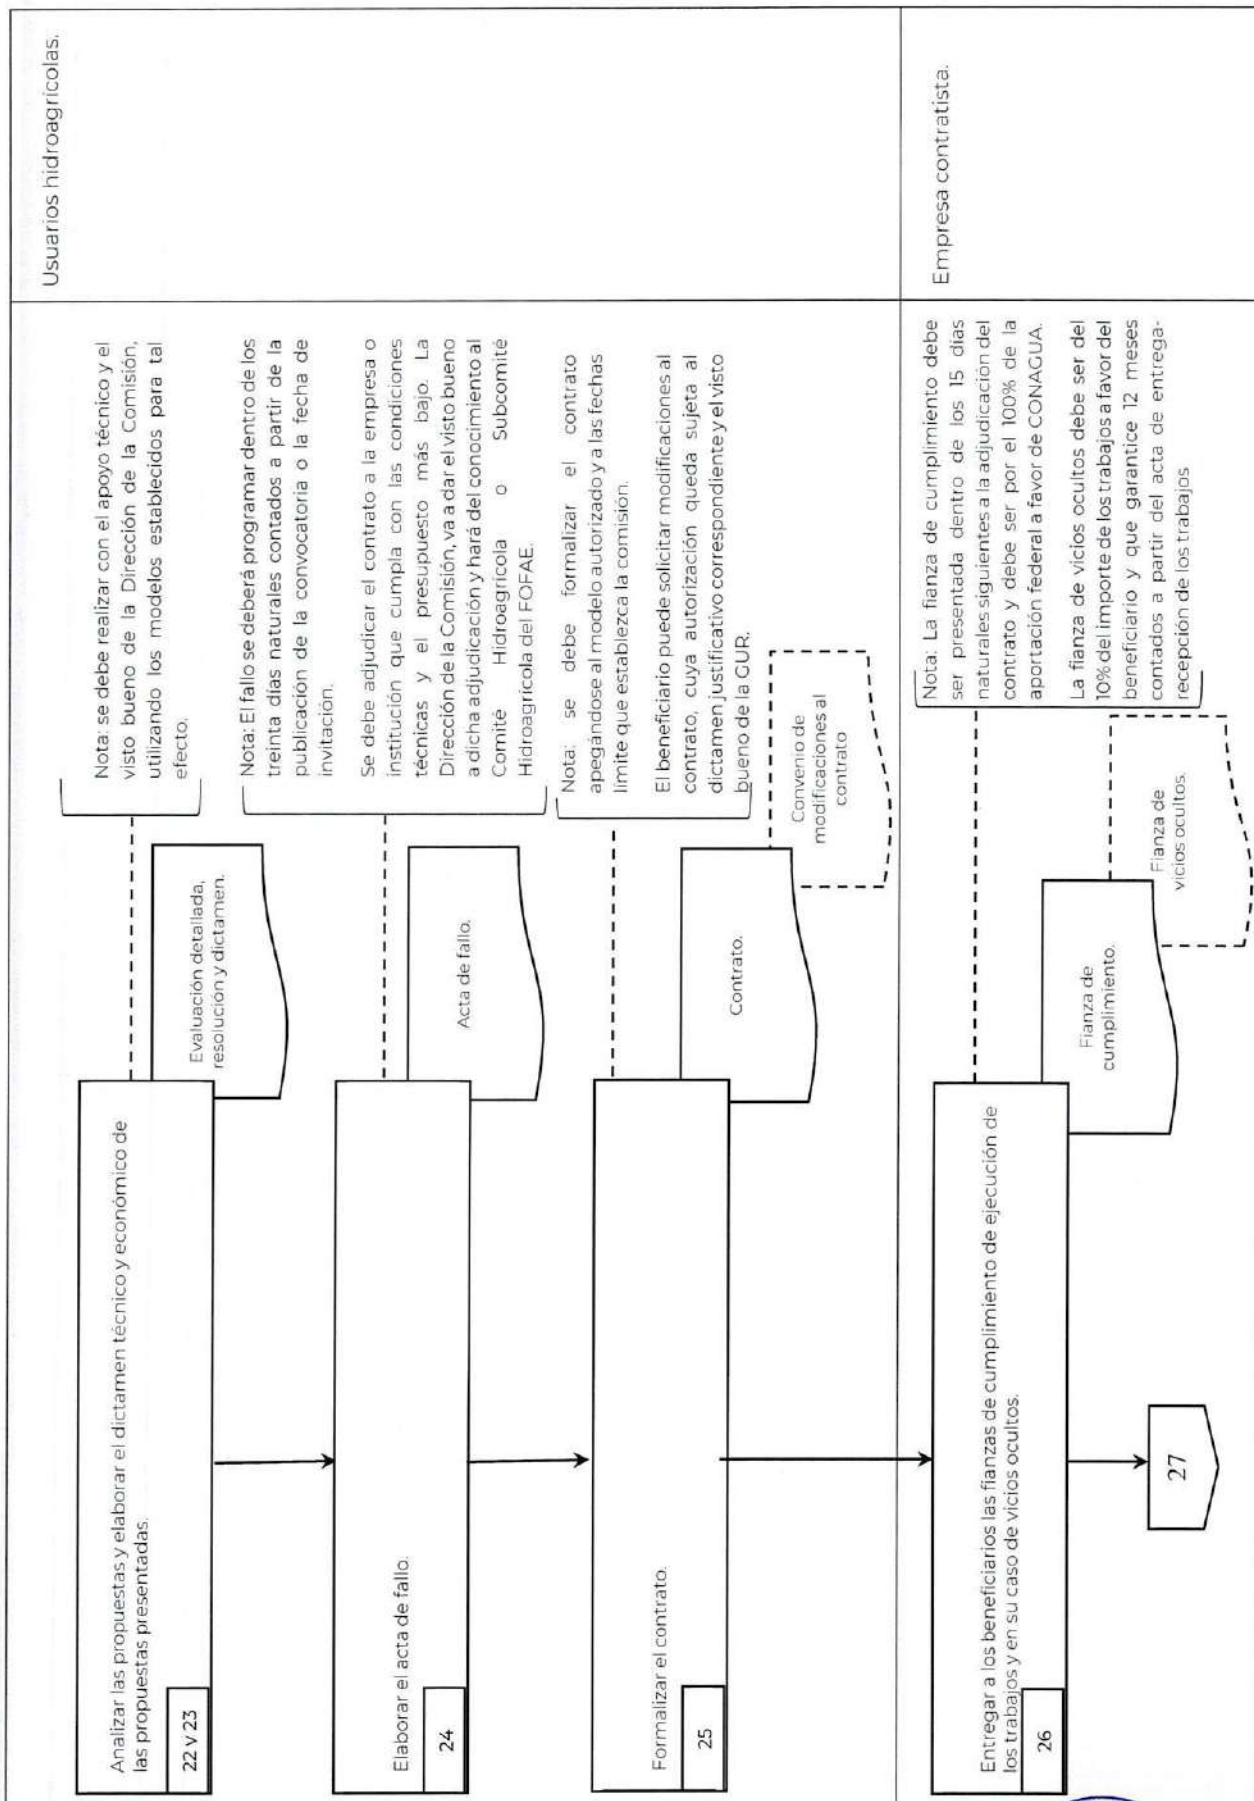 Analizar las propuestas y elaborar el dictamen técnico y económico de
las propuestas presentadas.
22 y 23
Evaluación detallada,
resolución y dictamen.
Nota: se debe realizar con el apoyo técnico y el
visto bueno de la Dirección de la Comisión,
utilizando los modelos establecidos para tal
efecto.
Usuarios hidroagrícolas.
Elaborar el acta de fallo.
24
Acta de fallo.
Nota: El fallo se deberá programar dentro de los
treinta días naturales contados a partir de la
publicación de la convocatoria o la fecha de
invitación.
Se debe adjudicar el contrato a la empresa o
institución que cumpla con las condiciones
técnicas y el presupuesto más bajo. La
Dirección de la Comisión, va a dar el visto bueno
a dicha adjudicación y hará del conocimiento al
Comité Hidroagrícola o Subcomité
Hidroagrícola del FOFAE.
Formalizar el contrato.
25
Contrato.
Convenio de
modificaciones al
contrato
Nota: se debe formalizar el contrato
apegándose al modelo autorizado y a las fechas
límite que establezca la comisión.
El beneficiario puede solicitar modificaciones al
contrato, cuya autorización queda sujeta al
dictamen justificativo correspondiente y el visto
bueno de la GUR.
Entregar a los beneficiarios las fianzas de cumplimiento de ejecución de
los trabajos y en su caso de vicios ocultos.
26
Fianza de
cumplimiento.
Fianza de
vicios ocultos.
Nota: La fianza de cumplimiento debe
ser presentada dentro de los 15 días
naturales siguientes a la adjudicación del
contrato y debe ser por el 100% de la
aportación federal a favor de CONAGUA.
La fianza de vicios ocultos debe ser del
10% del importe de los trabajos a favor del
beneficiario y que garantice 12 meses
contados a partir del acta de entrega-
recepción de los trabajos
Empresa contratista.
27